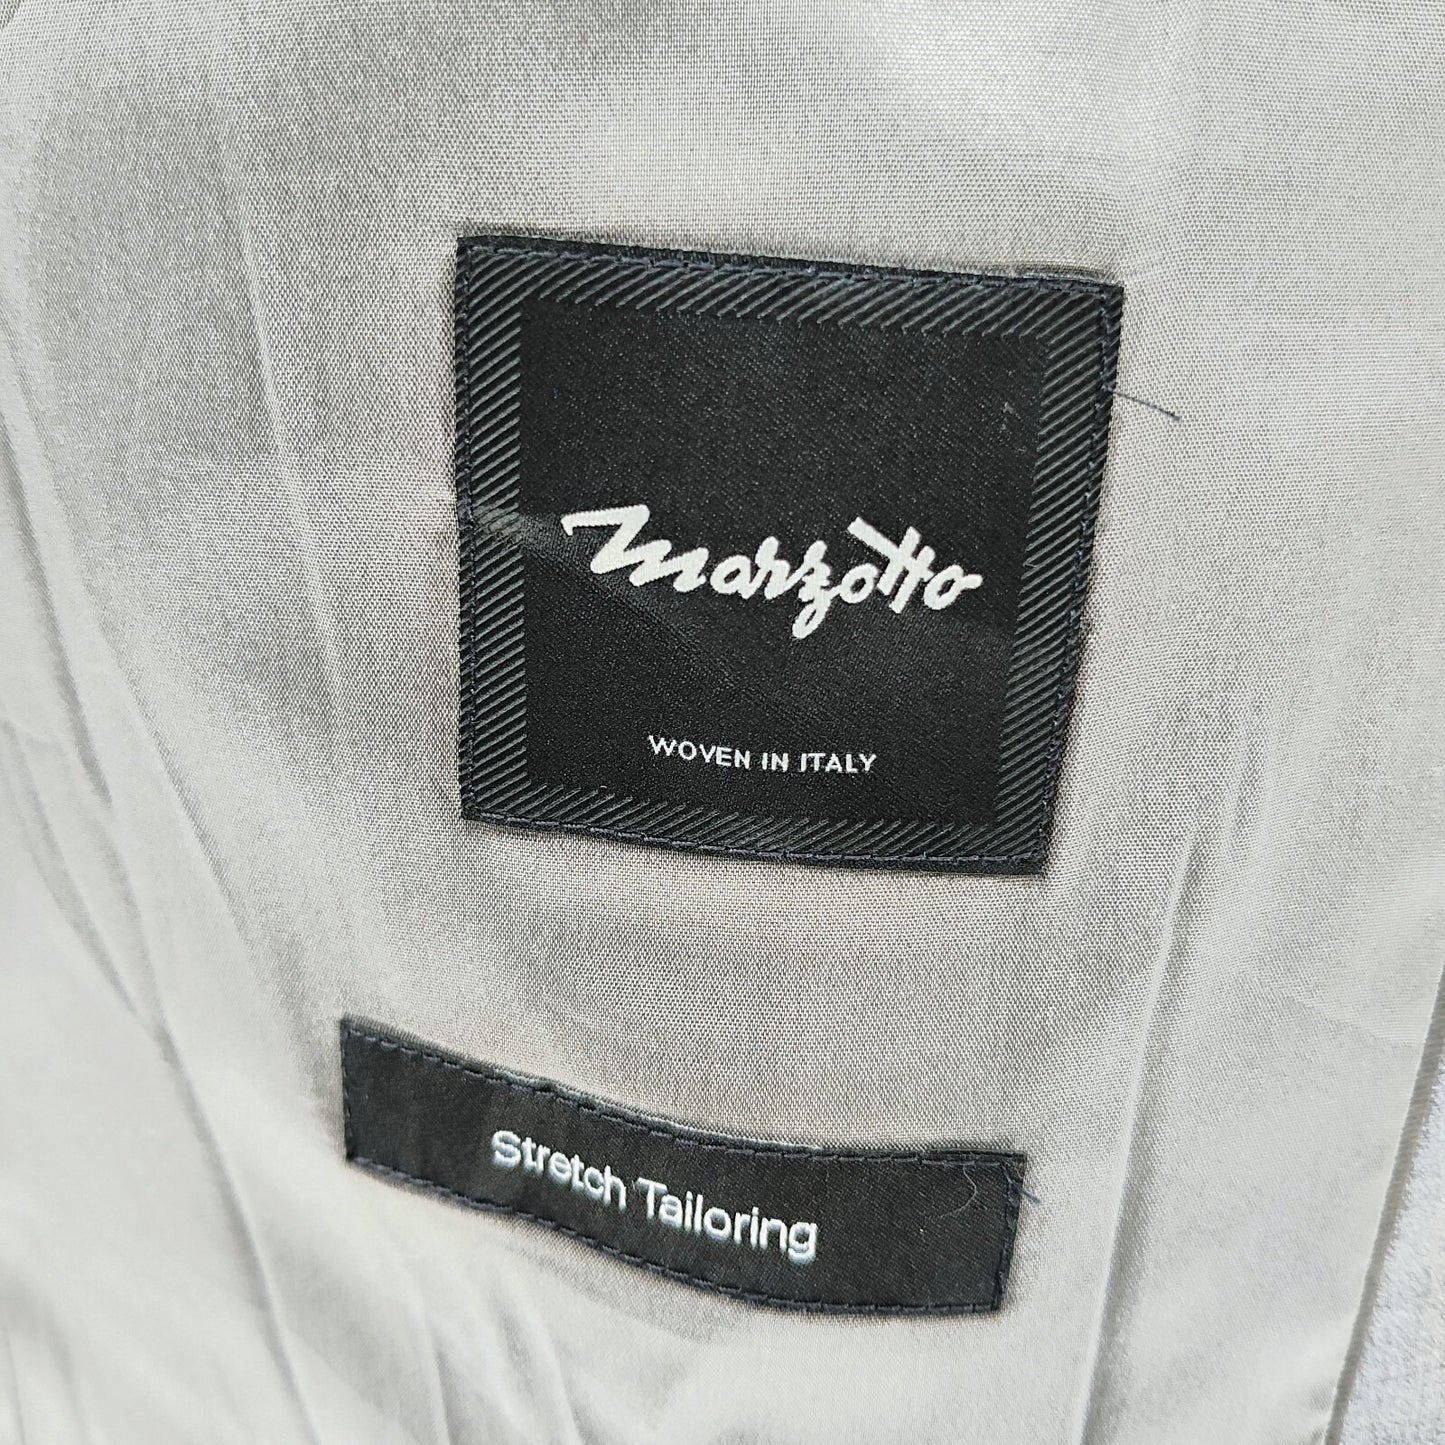 Marzotto
WOVEN IN ITALY
Stretch Tailoring